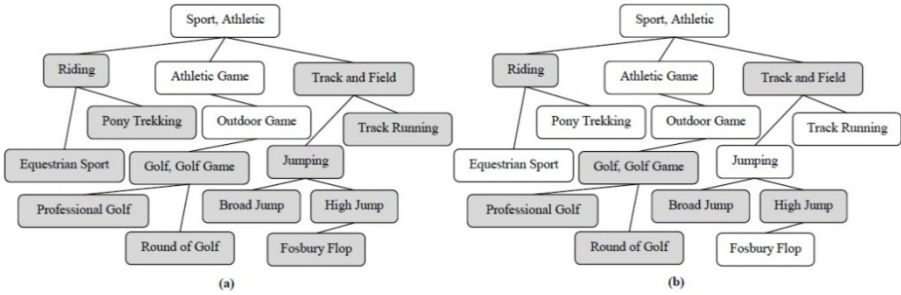 Sport, Athletic
Riding
Athletic Game
Track and Field
Pony Trekking
Outdoor Game
Track Running
Equestrian Sport
Golf, Golf Game
Jumping
Professional Golf
Broad Jump
High Jump
Round of Golf
Fosbury Flop
(a)
Sport, Athletic
Riding
Athletic Game
Track and Field
Pony Trekking
Outdoor Game
Track Running
Equestrian Sport
Golf, Golf Game
Jumping
Professional Golf
Broad Jump
High Jump
Round of Golf
Fosbury Flop
(b)